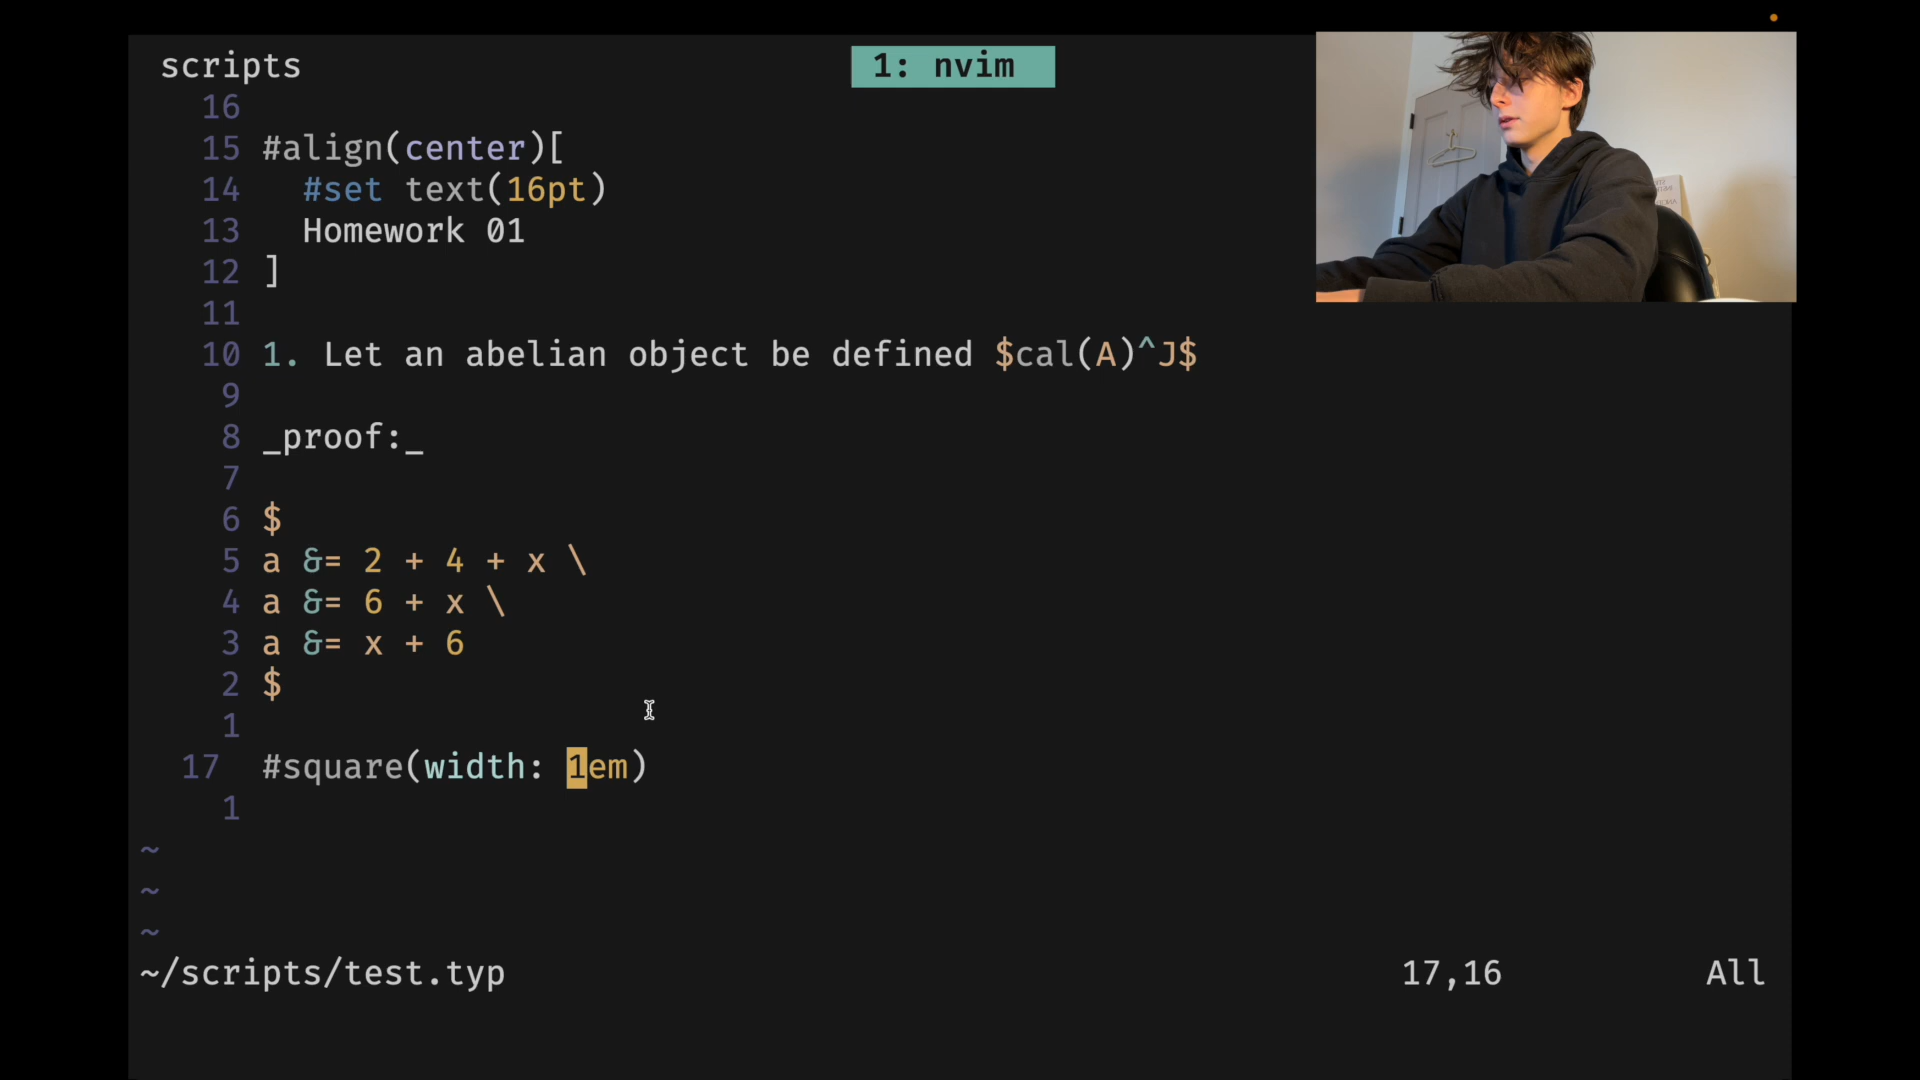 scripts
1: nvim
16
15 #align(center)[
14 #set text(16pt)
13 Homework 01
12 ]
11
10 1. Let an abelian object be defined $cal(A)^J$
9
8 _proof:_
7
6 $
5 a &= 2 + 4 + x \
4 a &= 6 + x \
3 a &= x + 6
2 $
1
17 #square(width: 1em)
1
~
~
~
~/scripts/test.typ 17,16 All